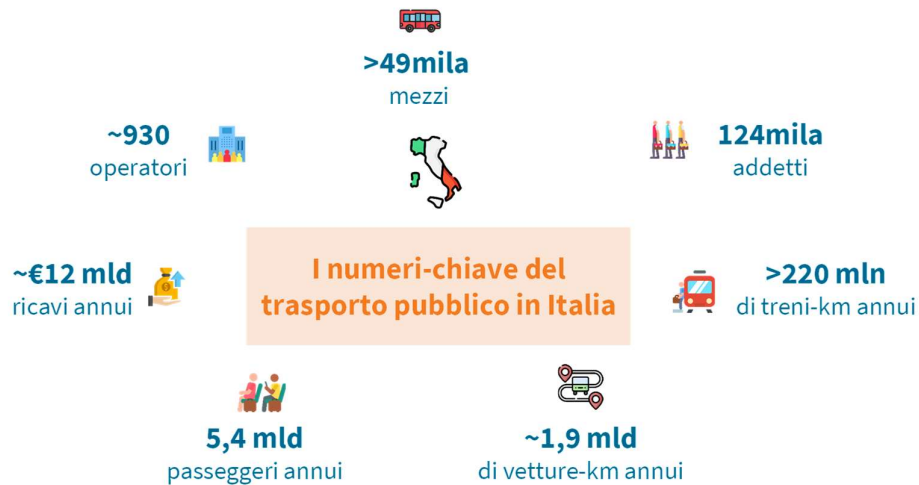 >49mila
mezzi
~930
operatori
124mila
addetti
I numeri-chiave del
trasporto pubblico in Italia
~€12 mld
ricavi annui
>220 mln
di treni-km annui
5,4 mld
passeggeri annui
~1,9 mld
di vetture-km annui